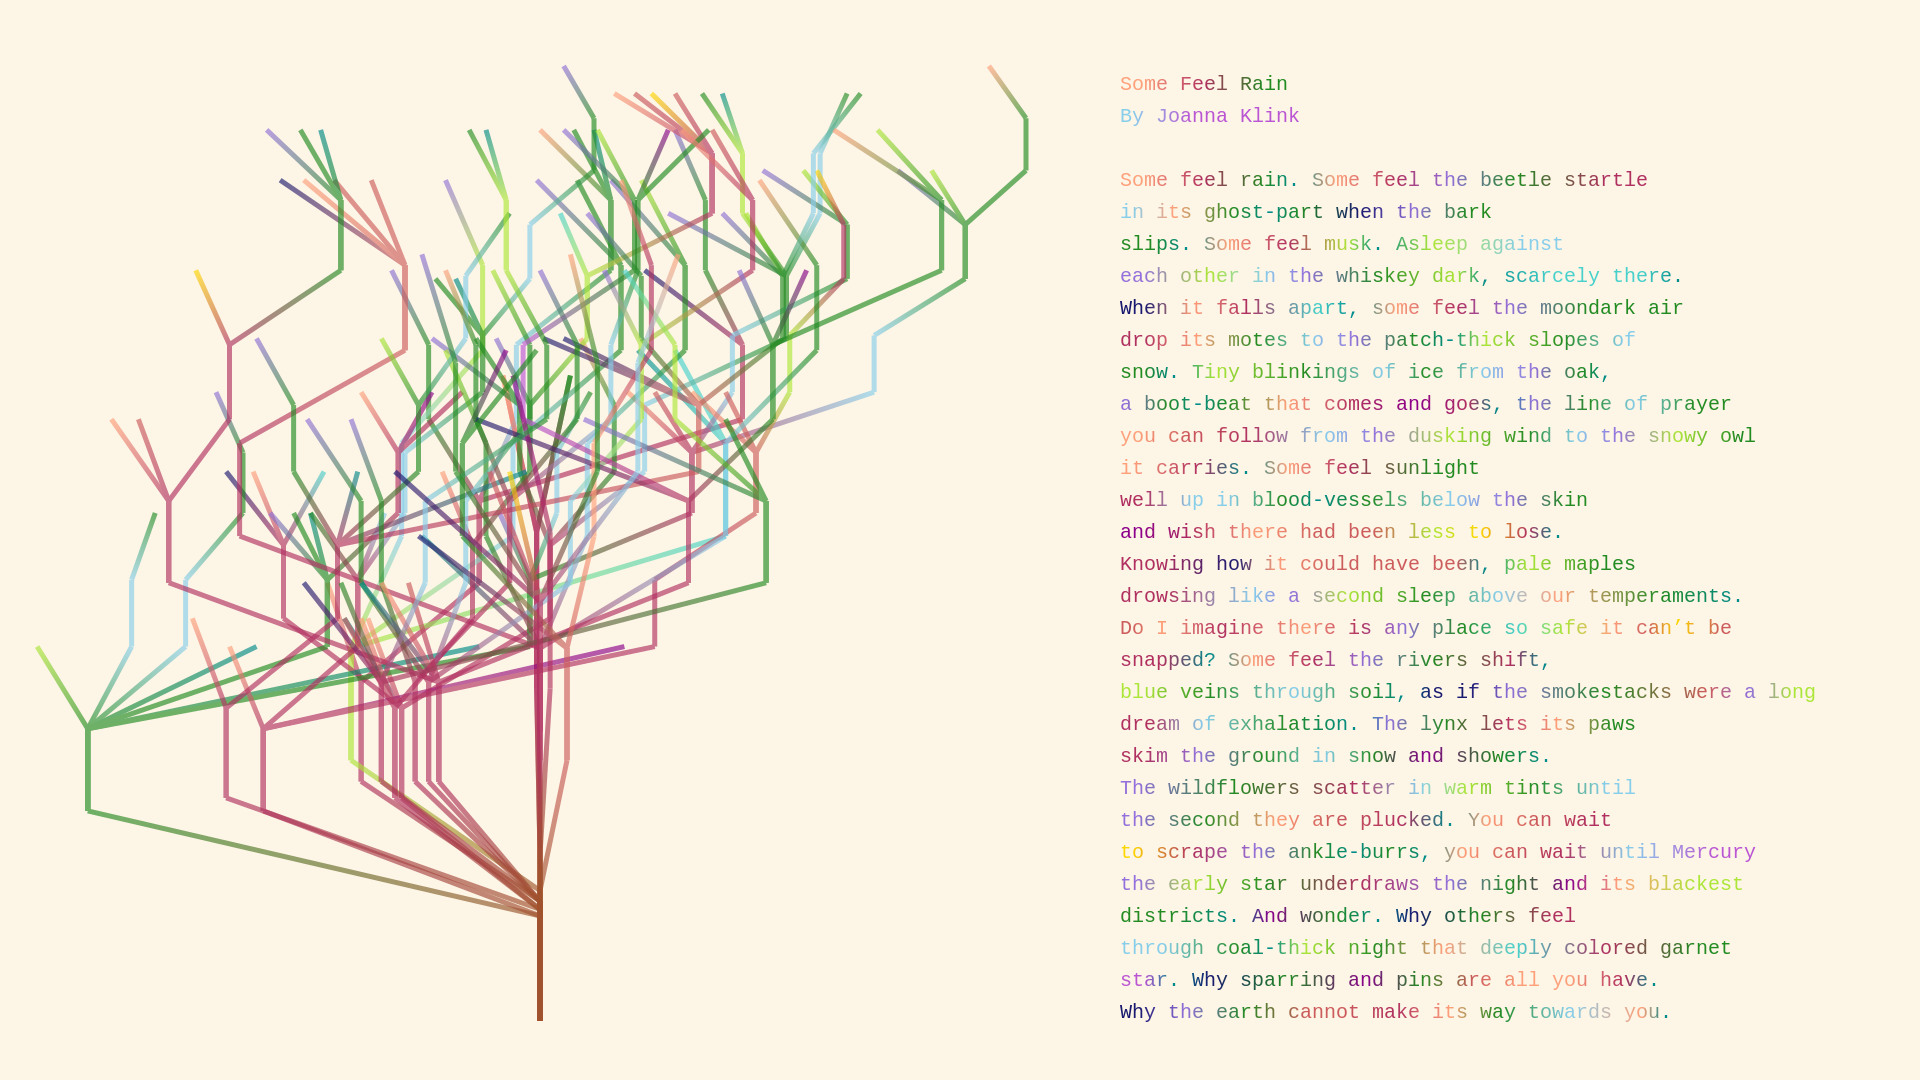 Some Feel Rain
By Joanna Klink
Some feel rain. Some feel the beetle startle
in its ghost-part when the bark
slips. Some feel musk. Asleep against
each other in the whiskey dark, scarcely there.
When it falls apart, some feel the moondark air
drop its motes to the patch-thick slopes of
snow. Tiny blinkings of ice from the oak,
a boot-beat that comes and goes, the line of prayer
you can follow from the dusking wind to the snowy owl
it carries. Some feel sunlight
well up in blood-vessels below the skin
and wish there had been less to lose.
Knowing how it could have been, pale maples
drowsing like a second sleep above our temperaments.
Do I imagine there is any place so safe it can’t be
snapped? Some feel the rivers shift,
blue veins through soil, as if the smokestacks were a long
dream of exhalation. The lynx lets its paws
skim the ground in snow and showers.
The wildflowers scatter in warm tints until
the second they are plucked. You can wait
to scrape the ankle-burrs, you can wait until Mercury
the early star underdraws the night and its blackest
districts. And wonder. Why others feel
through coal-thick night that deeply colored garnet
star. Why sparring and pins are all you have.
Why the earth cannot make its way towards you.